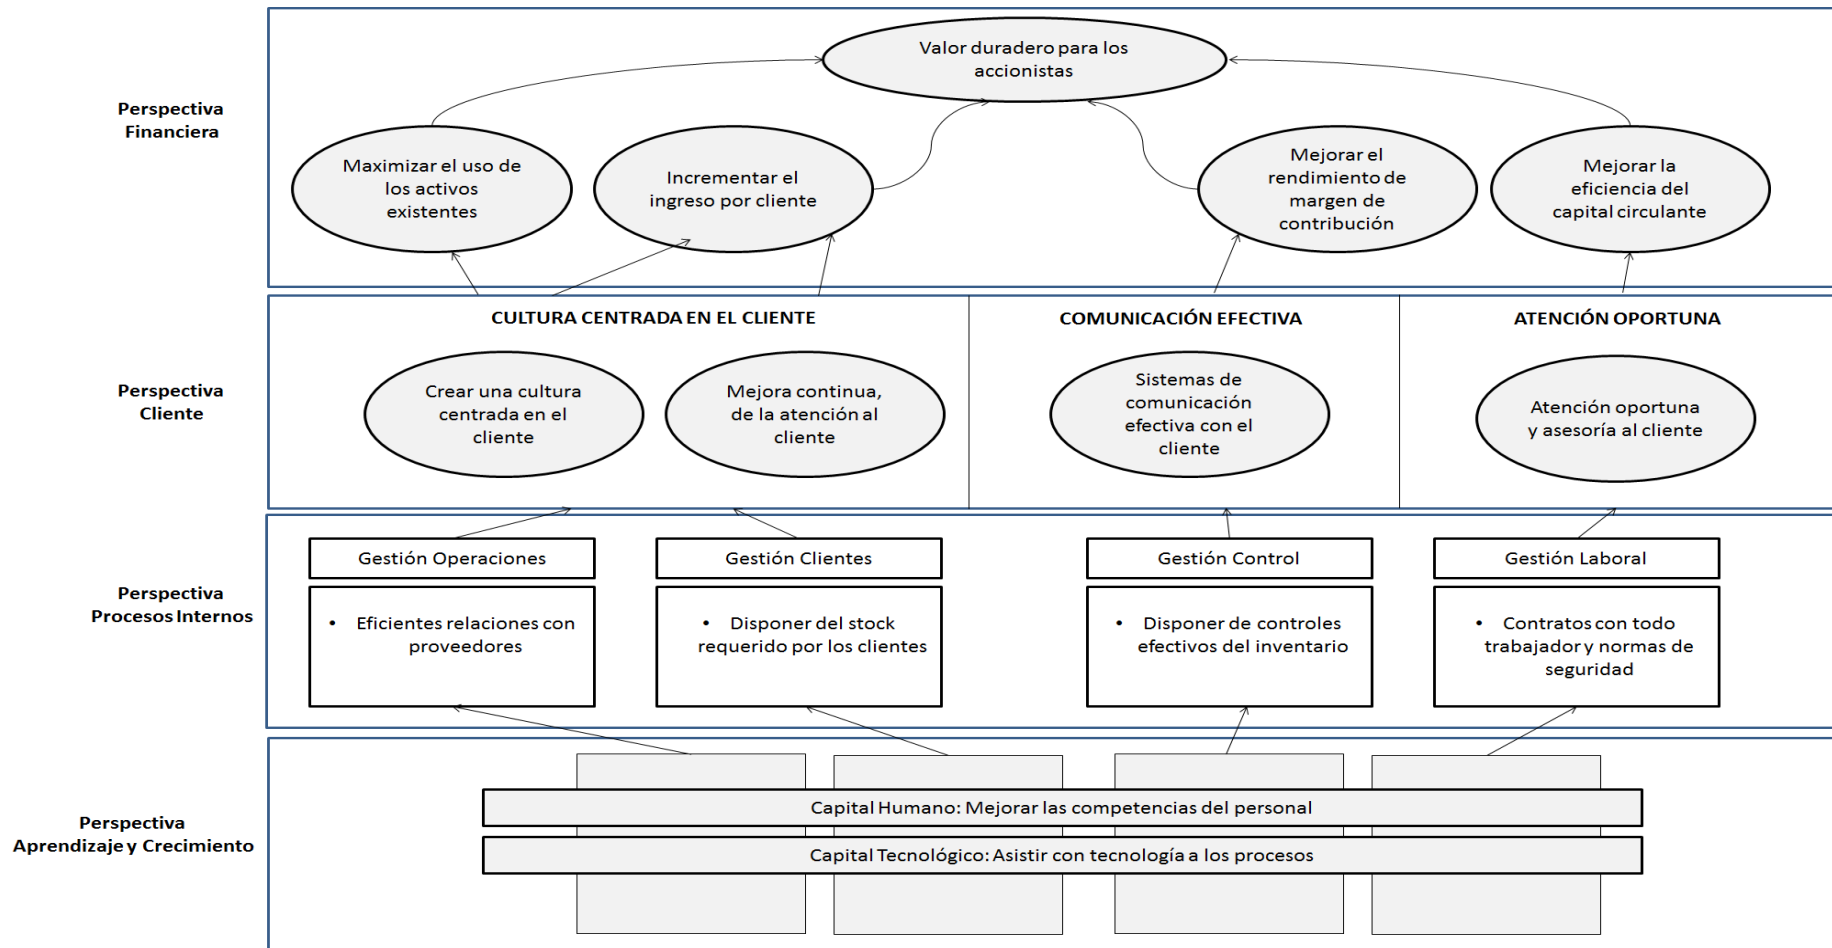 Perspectiva
Financiera
Valor duradero para los
accionistas
Maximizar el uso de
los activos
existentes
Incrementar el
ingreso por cliente
Mejorar el
rendimiento de
margen de
contribución
Mejorar la
eficiencia del
capital circulante
Perspectiva
Cliente
CULTURA CENTRADA EN EL CLIENTE
COMUNICACIÓN EFECTIVA
ATENCIÓN OPORTUNA
Crear una cultura
centrada en el
cliente
Mejora continua,
de la atención al
cliente
Sistemas de
comunicación
efectiva con el
cliente
Atención oportuna
y asesoría al cliente
Perspectiva
Procesos Internos
Gestión Operaciones
Gestión Clientes
Gestión Control
Gestión Laboral
• Eficientes relaciones con
proveedores
• Disponer del stock
requerido por los clientes
• Disponer de controles
efectivos del inventario
• Contratos con todo
trabajador y normas de
seguridad
Perspectiva
Aprendizaje y Crecimiento
Capital Humano: Mejorar las competencias del personal
Capital Tecnológico: Asistir con tecnología a los procesos